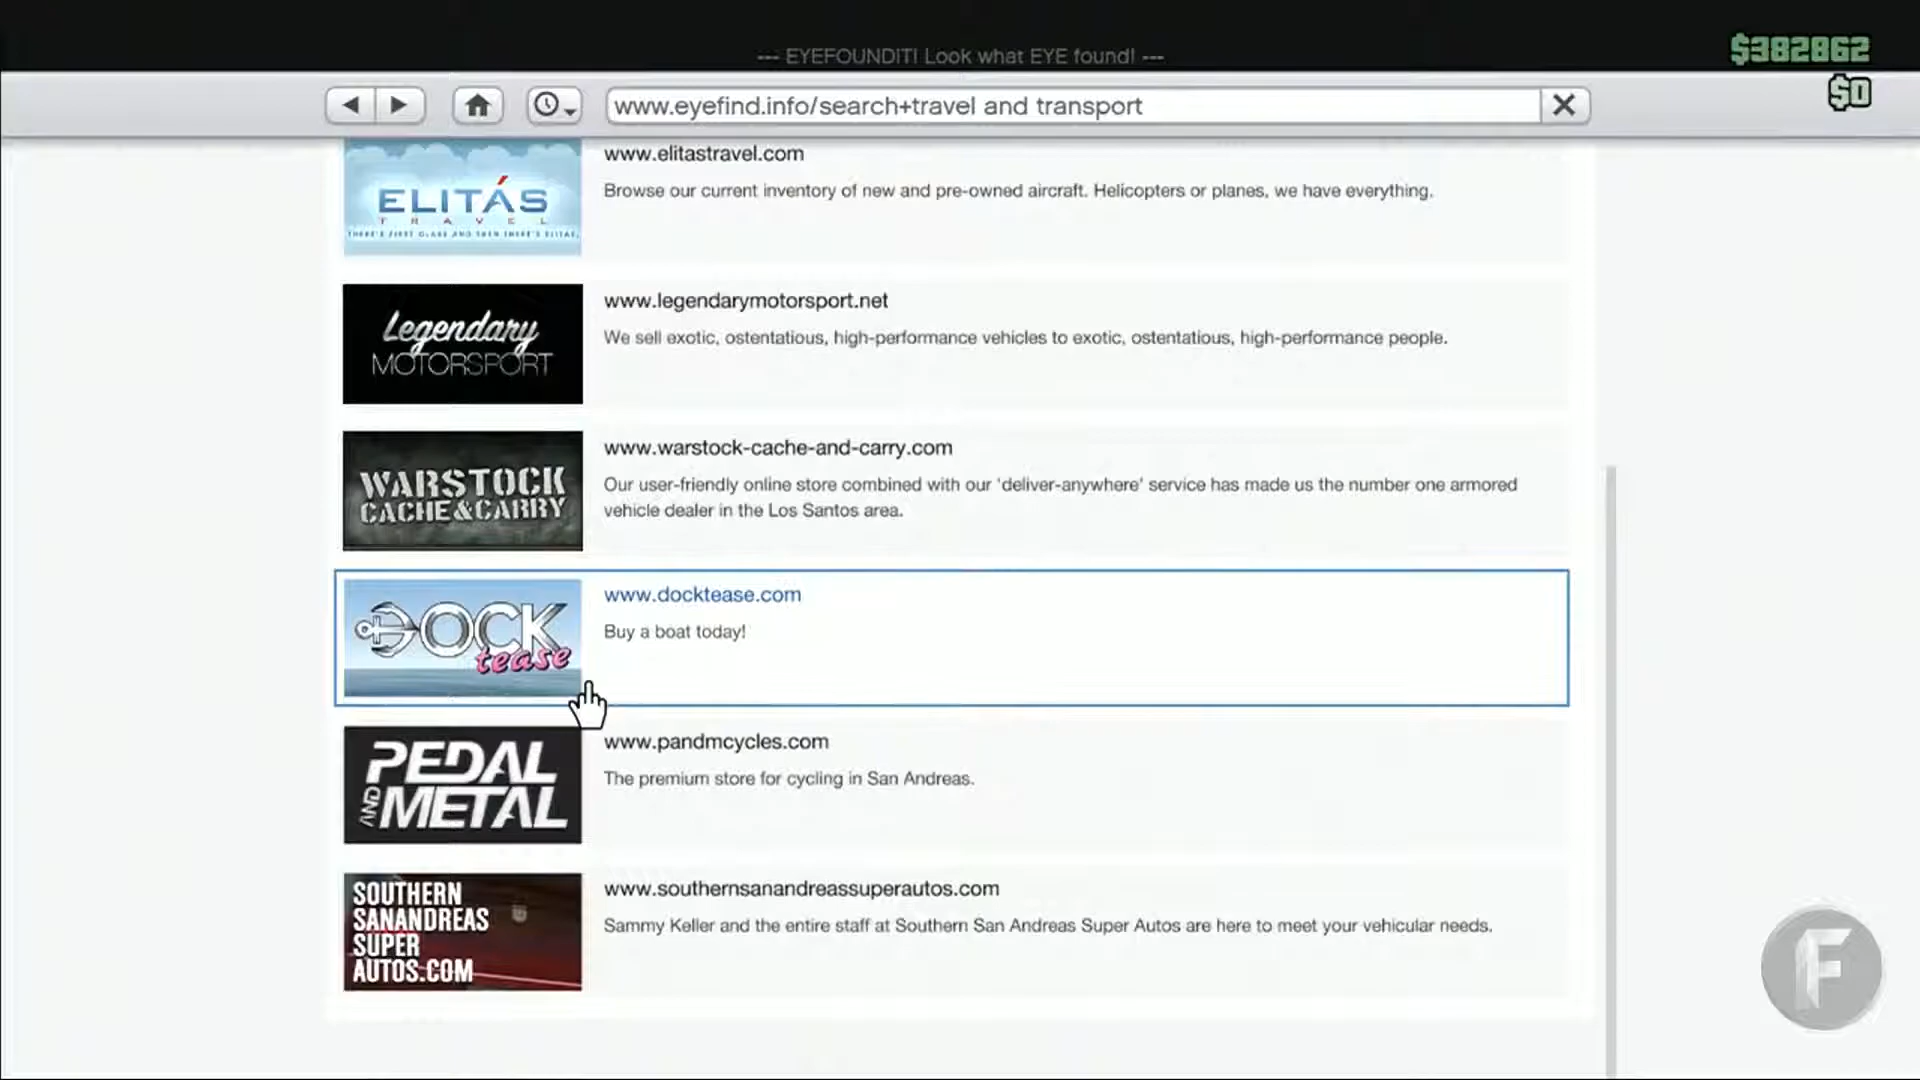 --- EYEFOUNDIT! Look what EYE found! ---
$382862
$0
www.eyefind.info/search+travel and transport
ELITÁS
TRAVEL
THERE'S FIRST CLASS AND THEN THERE'S ELITAS.
www.elitastravel.com
Browse our current inventory of new and pre-owned aircraft. Helicopters or planes, we have everything.
Legendary
MOTORSPORT
www.legendarymotorsport.net
We sell exotic, ostentatious, high-performance vehicles to exotic, ostentatious, high-performance people.
WARSTOCK
CACHE&CARRY
www.warstock-cache-and-carry.com
Our user-friendly online store combined with our 'deliver-anywhere' service has made us the number one armored
vehicle dealer in the Los Santos area.
DOCK
tease
www.docktease.com
Buy a boat today!
PEDAL
AND METAL
www.pandmcycles.com
The premium store for cycling in San Andreas.
SOUTHERN
SANANDREAS
SUPER
AUTOS.COM
www.southernsanandreassuperautos.com
Sammy Keller and the entire staff at Southern San Andreas Super Autos are here to meet your vehicular needs.
F